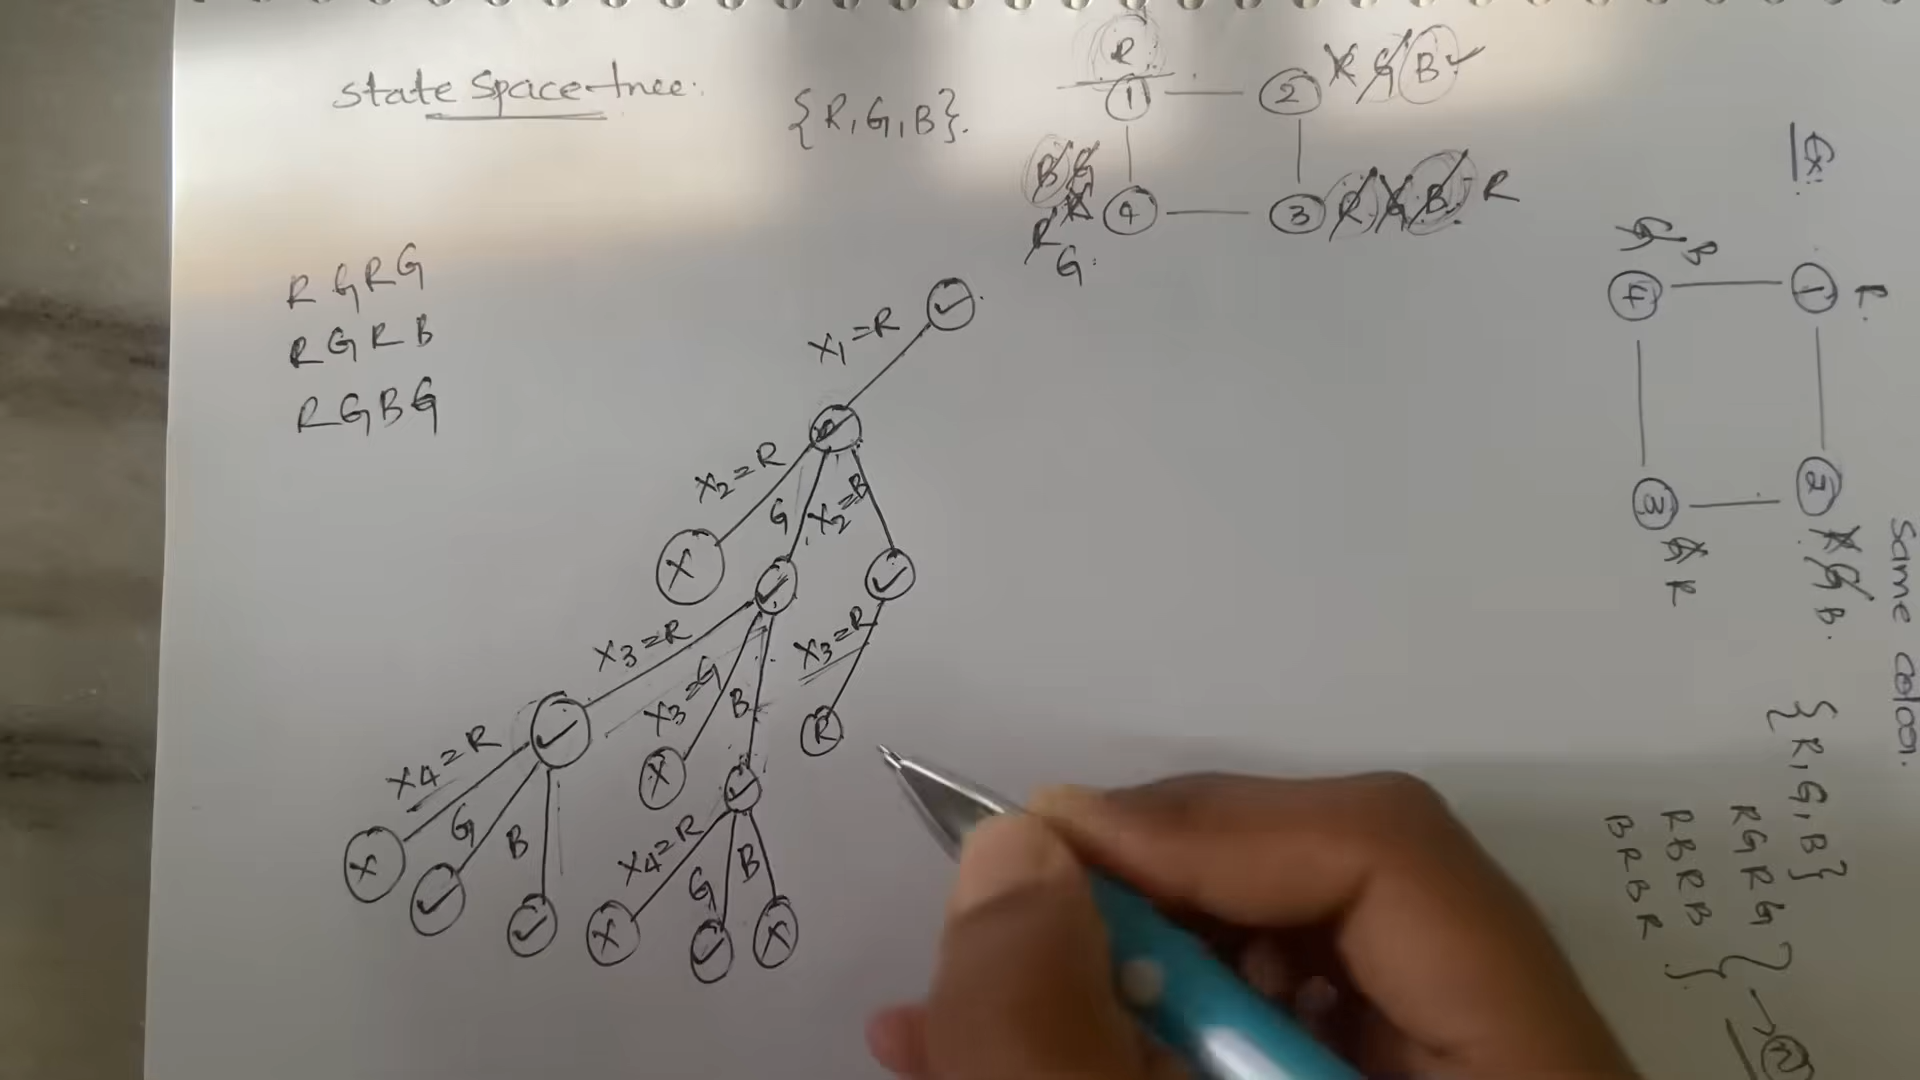 State Space tree:
{R, G, B}.
R
1 2 R G B
B G
R R 4 3 R G B R
G.
RGRG
RGRB
RGBG
X1=R
X2=R G X2=B
X
X3=R X3=G B X3=R
X R
X4=R G B X4=R G B
X X X
Ex:
G B
4 1 R.
3 2
G R G B.
Same colour.
{R, G, B}
RGRG
RBRB
BRBR